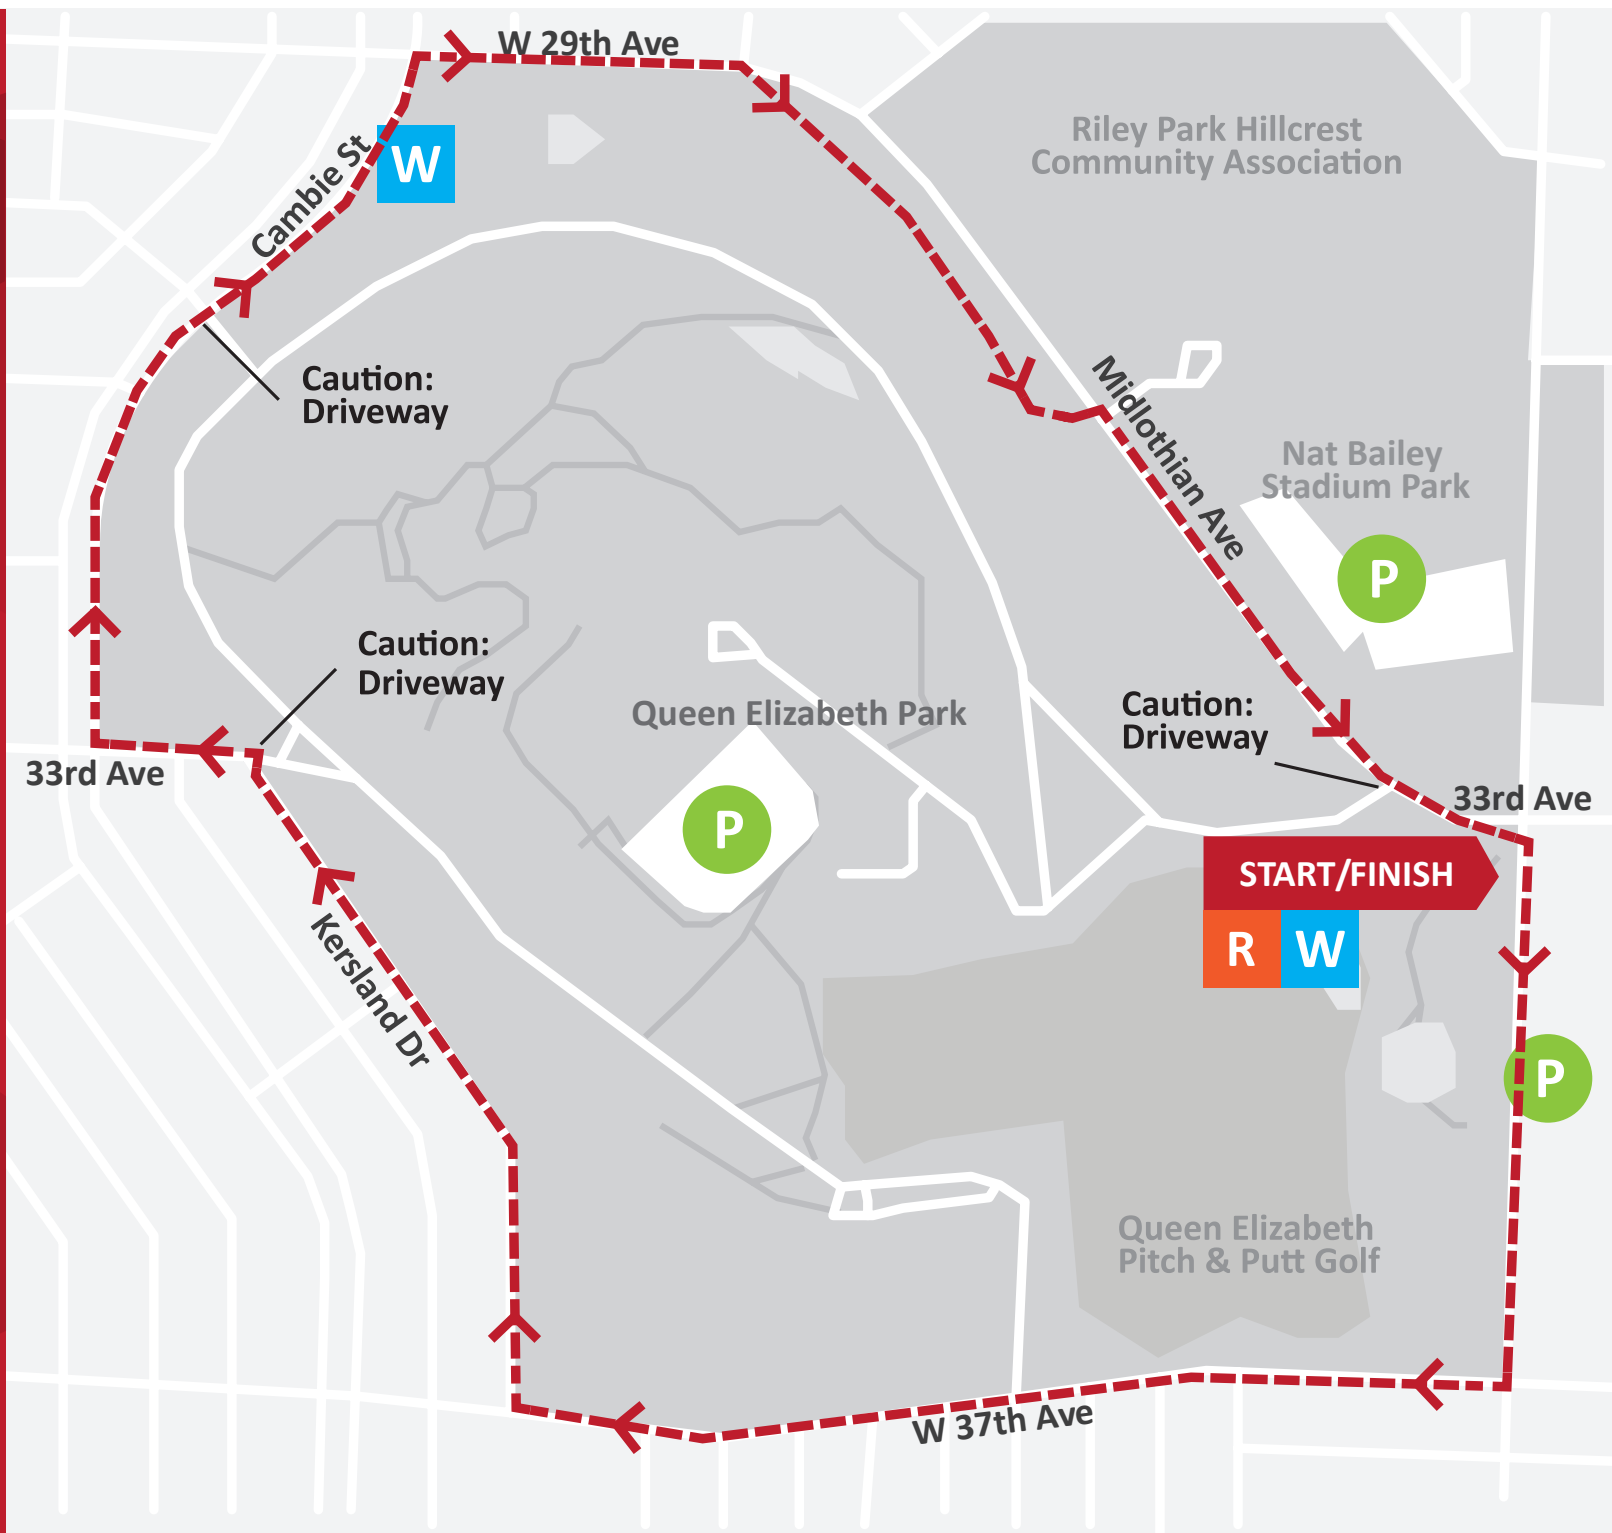 W 29th Ave
Riley Park Hillcrest
Community Association
Cambie St
W
Caution:
Driveway
Midlothian Ave
Nat Bailey
Stadium Park
P
Caution:
Driveway
Queen Elizabeth Park
Caution:
Driveway
33rd Ave
33rd Ave
P
START/FINISH
R
W
Kersland Dr
P
Queen Elizabeth
Pitch & Putt Golf
W 37th Ave